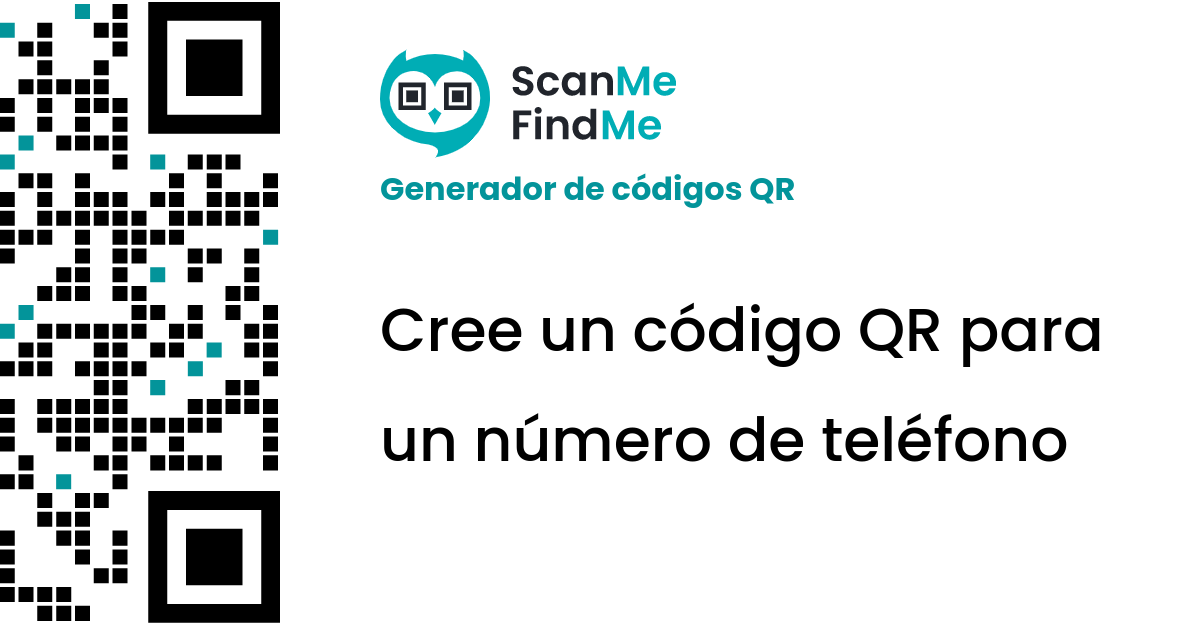 ScanMe
FindMe
Generador de códigos QR
Cree un código QR para
un número de teléfono